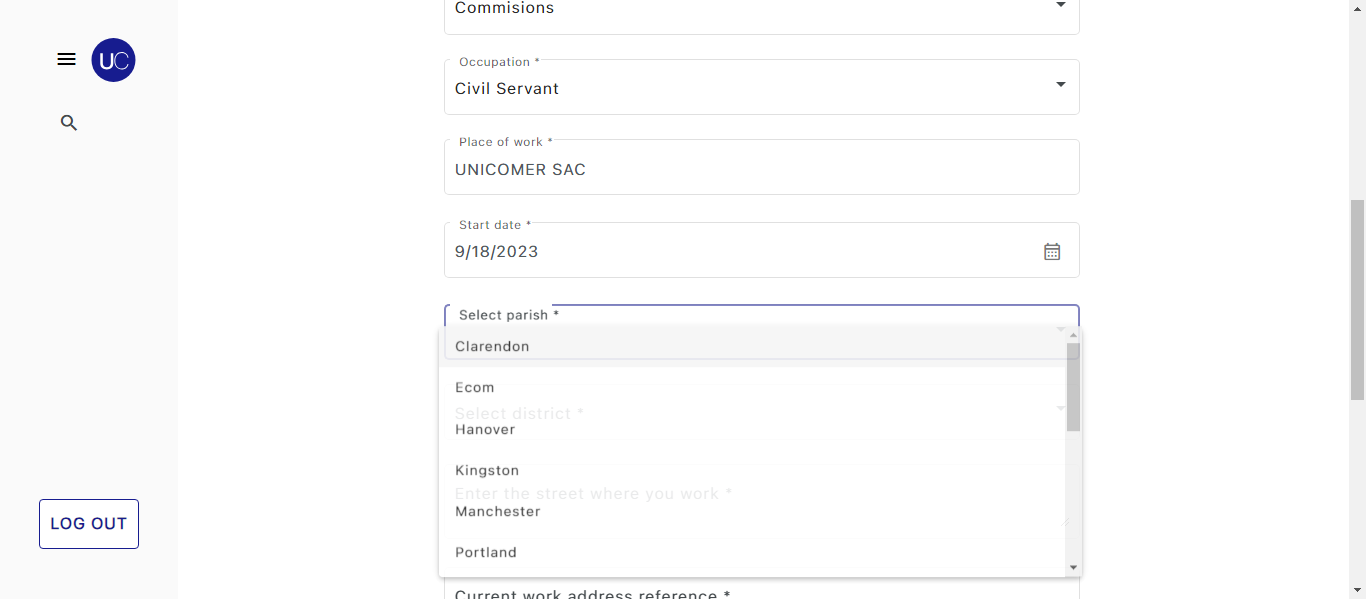 Commisions
UC
Occupation *
Civil Servant
Place of work *
UNICOMER SAC
Start date *
9/18/2023
Select parish *
Clarendon
Ecom
Select district *
Hanover
Kingston
Enter the street where you work *
Manchester
LOG OUT
Portland
Current work address reference *